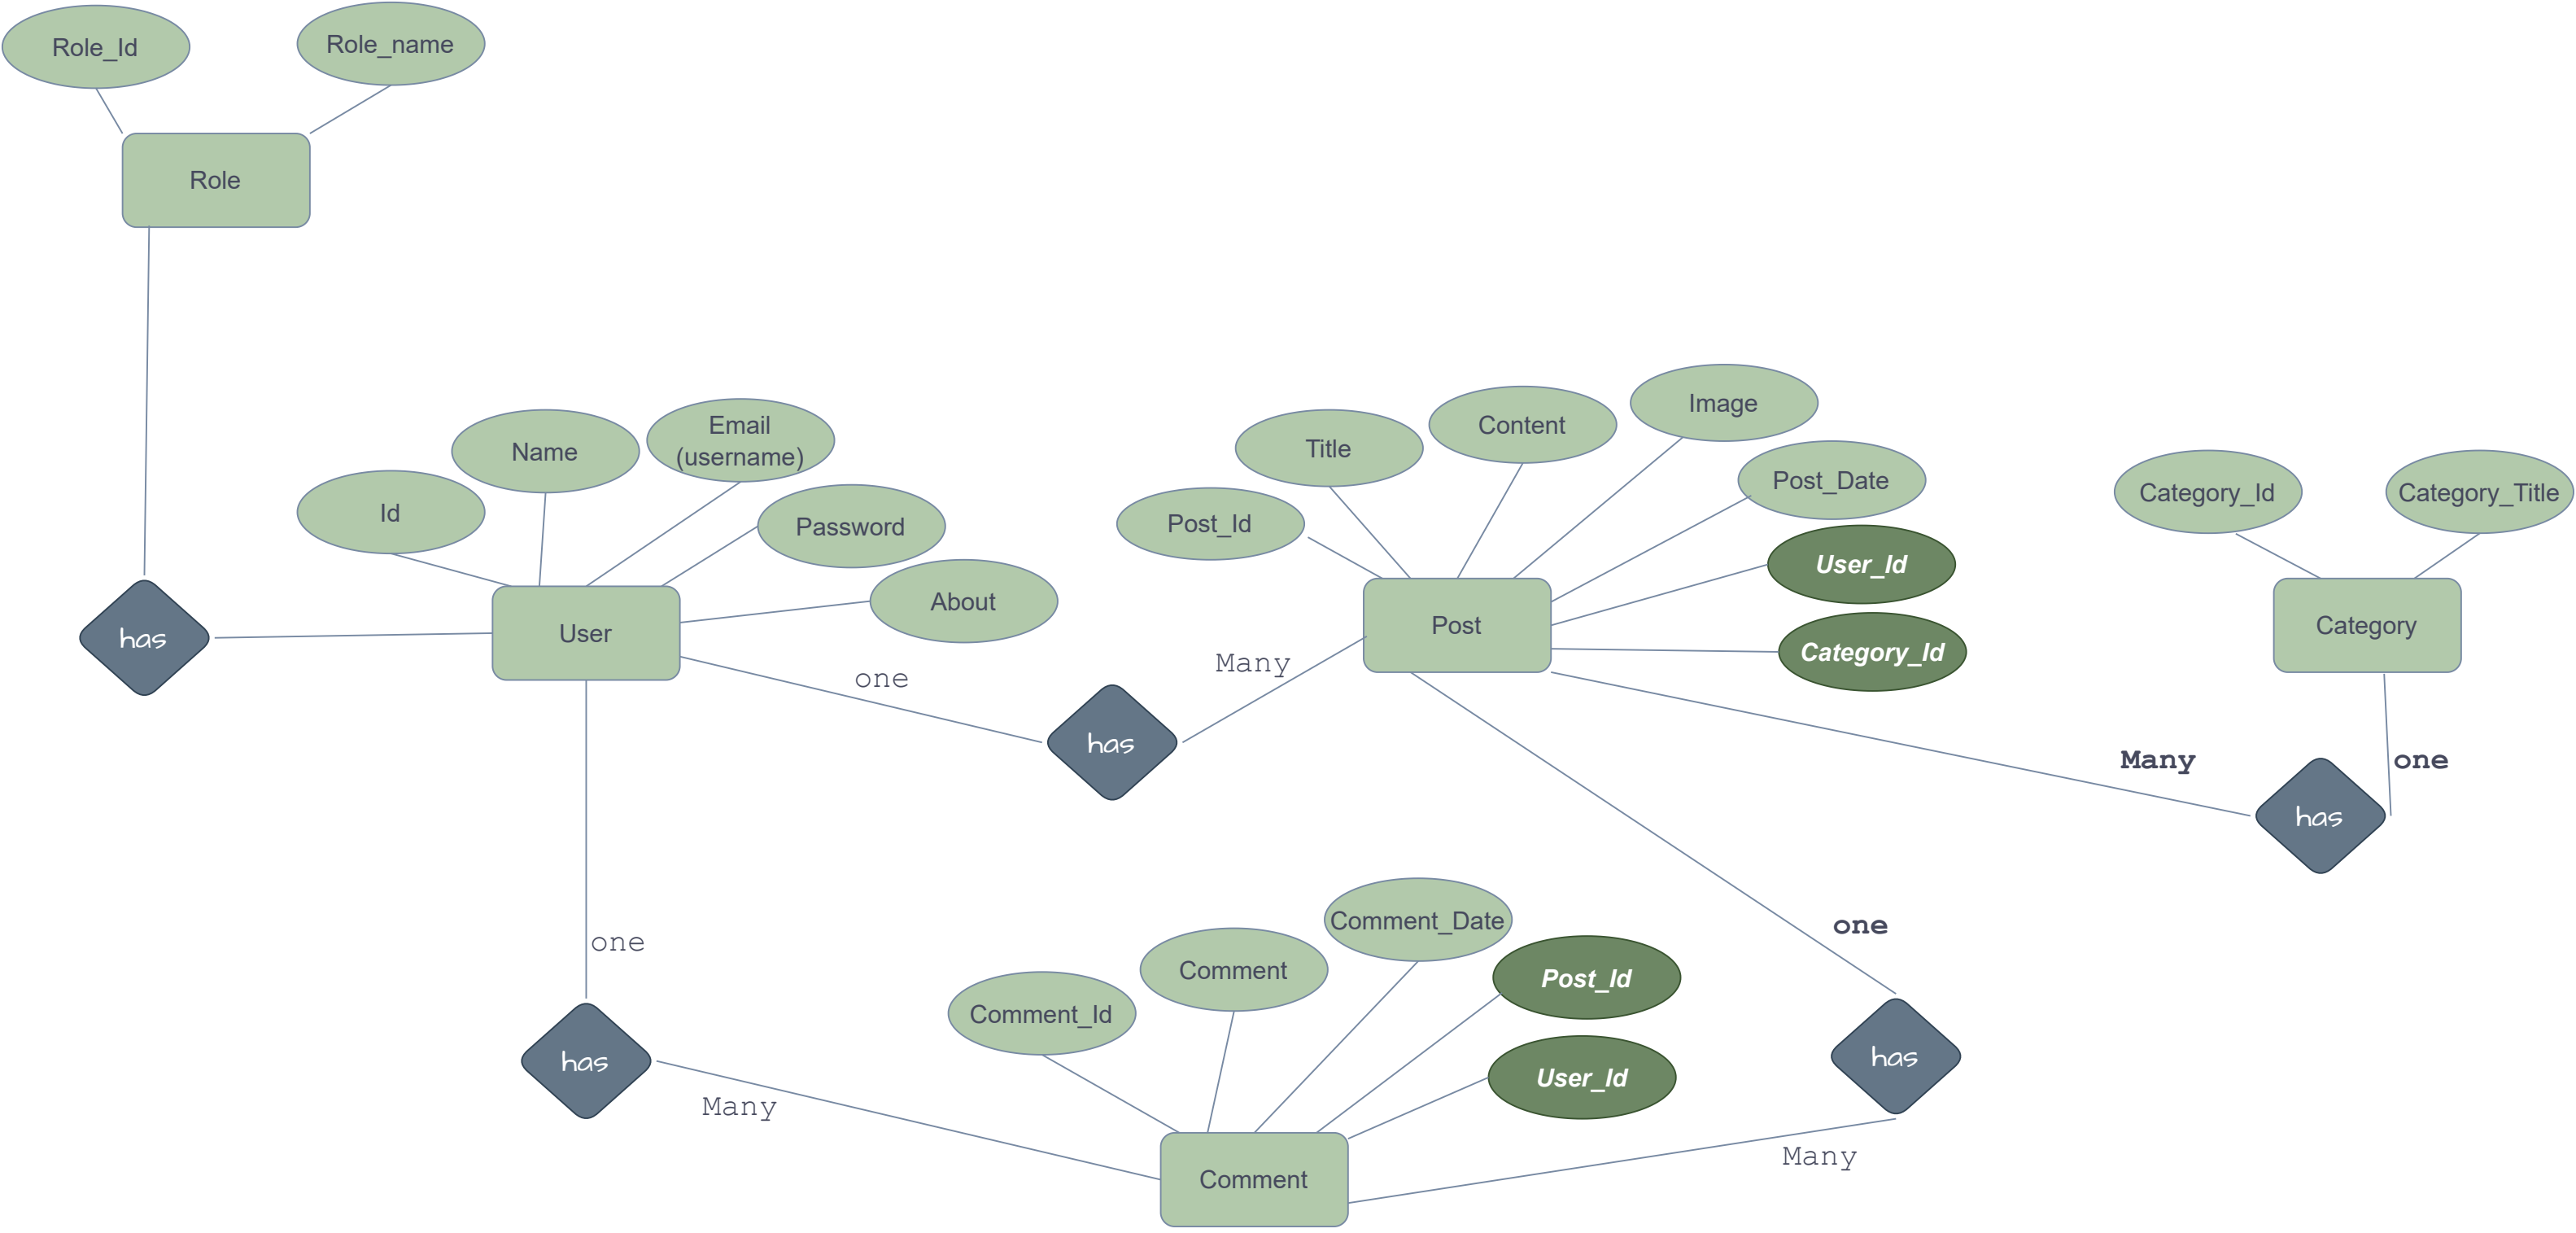 Role_Id
Role_name
Role
Name
Email
(username)
Id
Password
About
User
has
one
has
Many
Title
Content
Image
Post_Id
Post_Date
User_Id
Category_Id
Post
Category_Id
Category_Title
Category
Many
one
has
one
has
Many
Comment_Date
Comment
Comment_Id
Post_Id
User_Id
Comment
one
has
Many